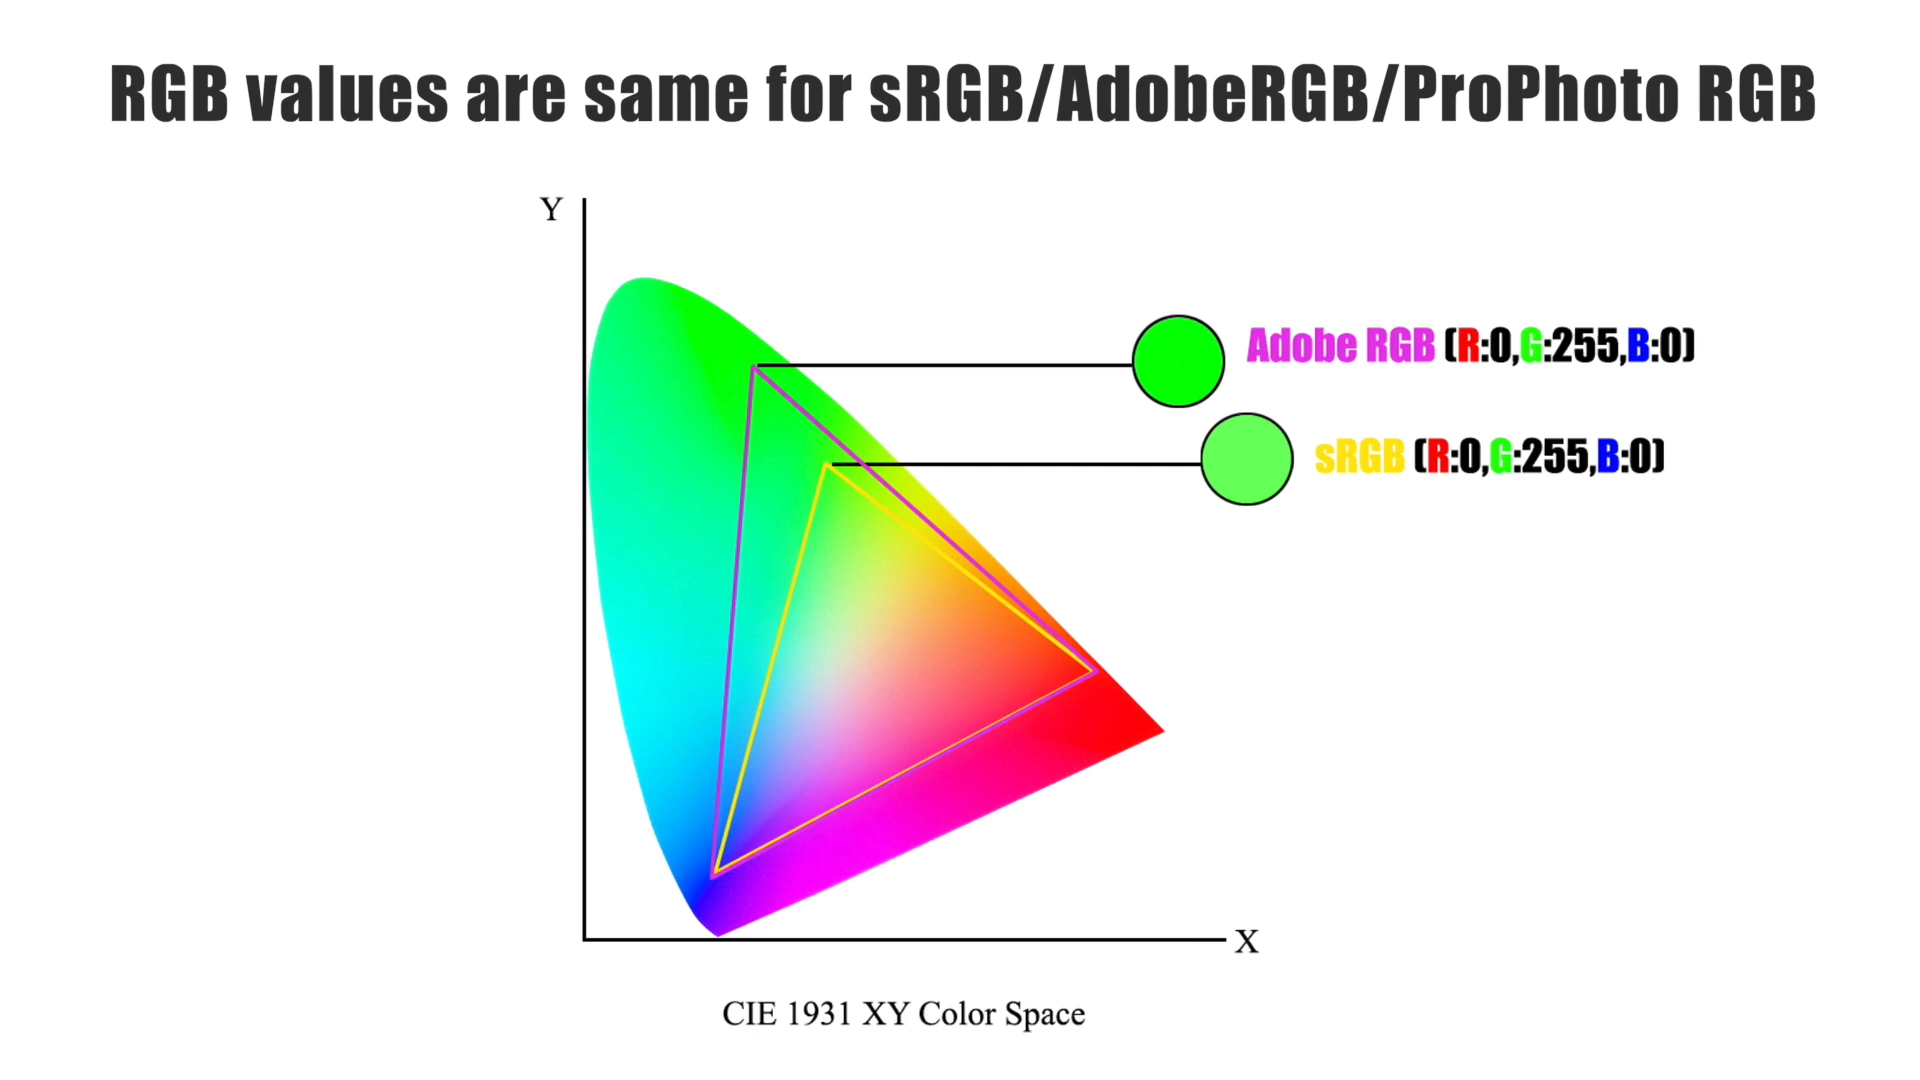 RGB values are same for sRGB/AdobeRGB/ProPhoto RGB
Y
Adobe RGB (R:0,G:255,B:0)
sRGB (R:0,G:255,B:0)
X
CIE 1931 XY Color Space